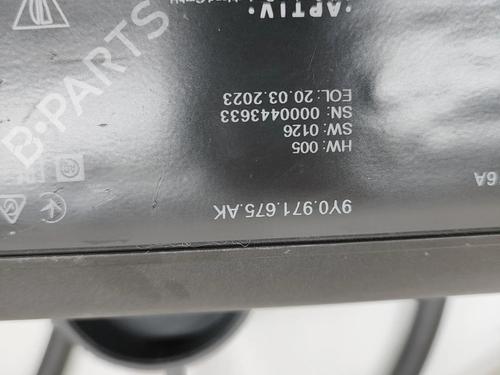 9Y0.971.675.AK
HW: 005
SW: 0126
SN: 0000443633
EOL: 20.03.2023
6A
• APTIV •
B-PARTS